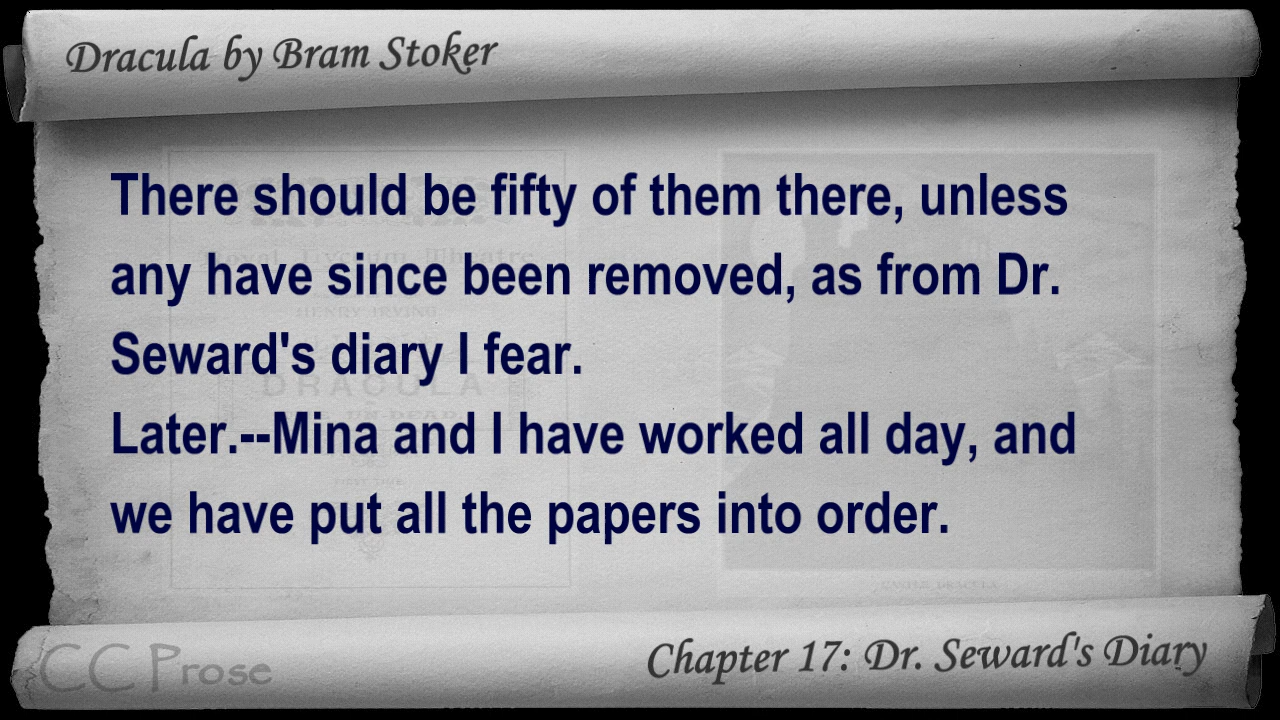 Dracula by Bram Stoker
There should be fifty of them there, unless
any have since been removed, as from Dr.
Seward's diary I fear.
Later.--Mina and I have worked all day, and
we have put all the papers into order.
CC Prose
Chapter 17: Dr. Seward's Diary